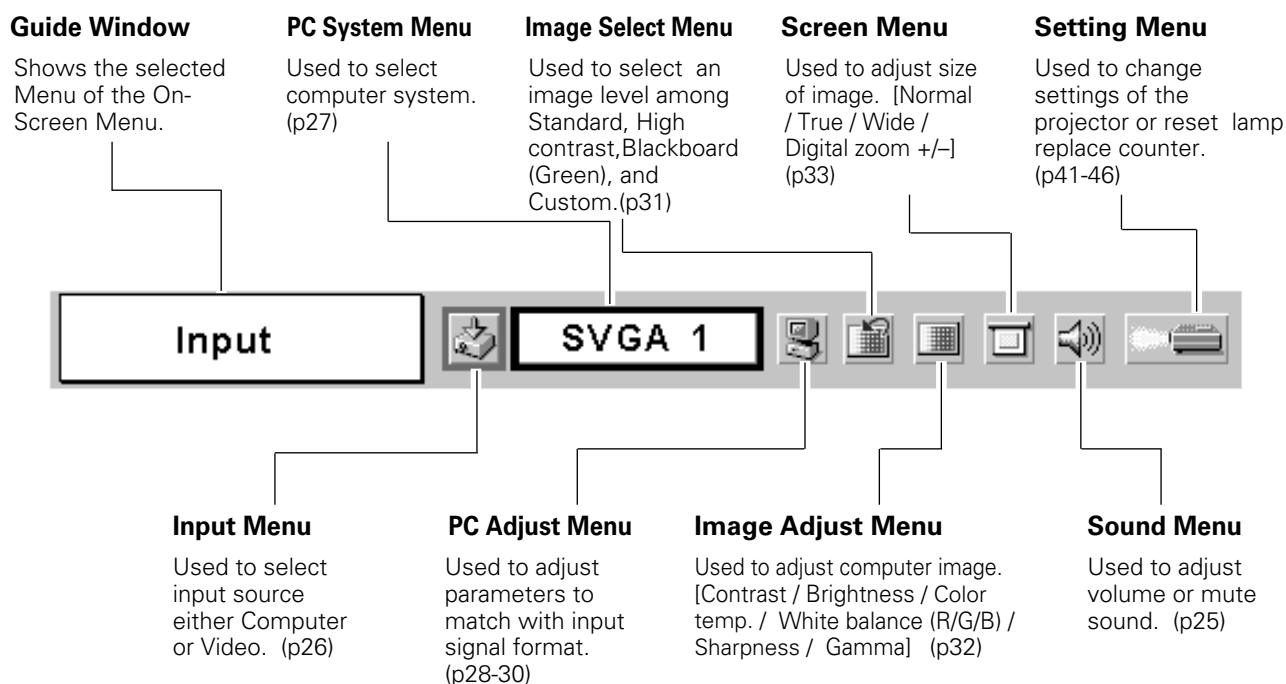 Guide Window
Shows the selected
Menu of the On-
Screen Menu.
PC System Menu
Used to select
computer system.
(p27)
Image Select Menu
Used to select an
image level among
Standard, High
contrast,Blackboard
(Green), and
Custom.(p31)
Screen Menu
Used to adjust size
of image. [Normal
/ True / Wide /
Digital zoom +/–]
(p33)
Setting Menu
Used to change
settings of the
projector or reset lamp
replace counter.
(p41-46)
Input
SVGA 1
Input Menu
Used to select
input source
either Computer
or Video. (p26)
PC Adjust Menu
Used to adjust
parameters to
match with input
signal format.
(p28-30)
Image Adjust Menu
Used to adjust computer image.
[Contrast / Brightness / Color
temp. / White balance (R/G/B) /
Sharpness / Gamma] (p32)
Sound Menu
Used to adjust
volume or mute
sound. (p25)